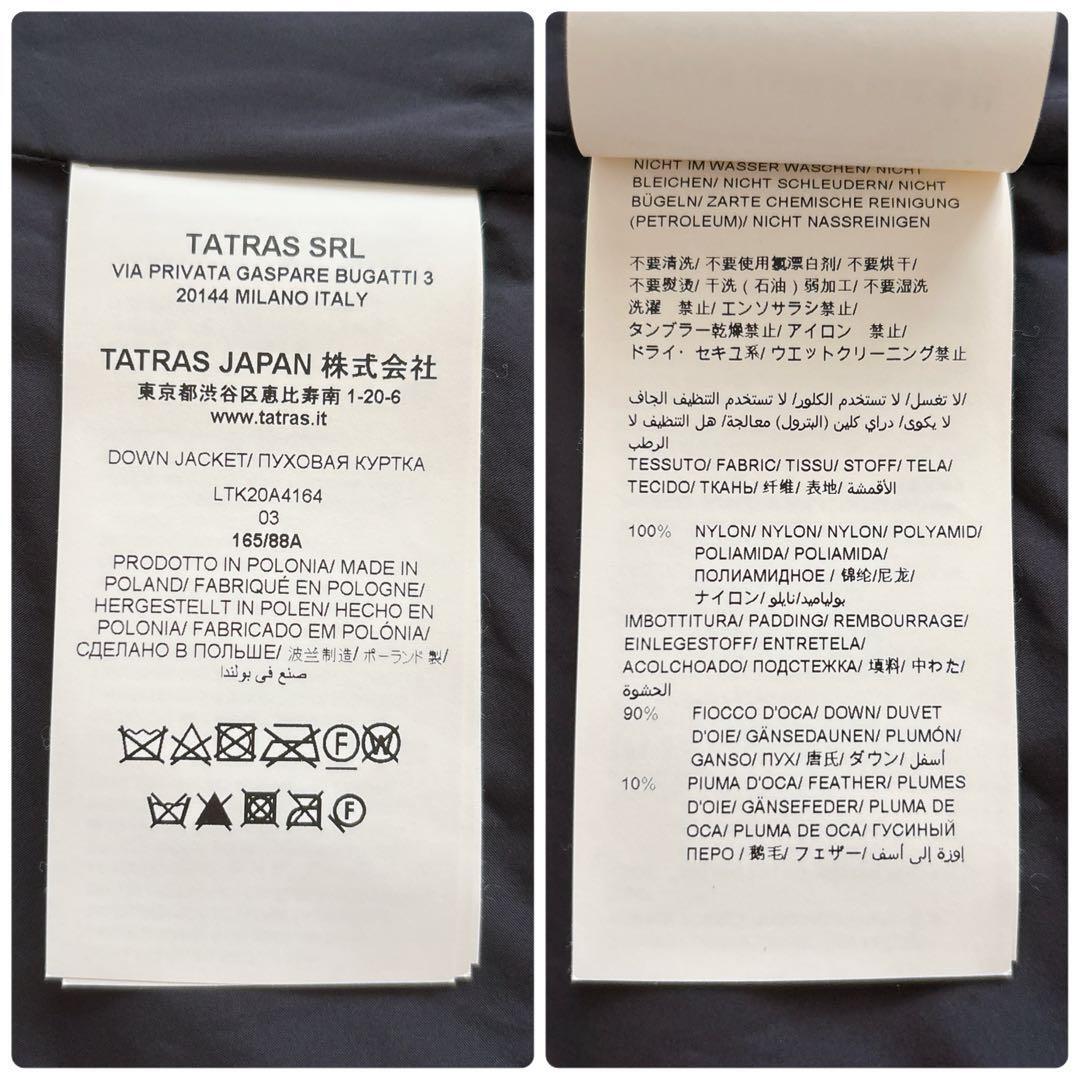 TATRAS SRL
VIA PRIVATA GASPARE BUGATTI 3
20144 MILANO ITALY
TATRAS JAPAN 株式会社
東京都渋谷区恵比寿南 1-20-6
www.tatras.it
DOWN JACKET/ ПУХОВАЯ КУРТКА
LTK20A4164
03
165/88A
PRODOTTO IN POLONIA/ MADE IN
POLAND/ FABRIQUÉ EN POLOGNE/
HERGESTELLT IN POLEN/ HECHO EN
POLONIA/ FABRICADO EM POLÓNIA/
СДЕЛАНО В ПОЛЬШЕ/ 波兰制造/ ポーランド製/
صنع في بولندا
F W
F
NICHT IM WASSER WASCHEN/ NICHT
BLEICHEN/ NICHT SCHLEUDERN/ NICHT
BÜGELN/ ZARTE CHEMISCHE REINIGUNG
(PETROLEUM)/ NICHT NASSREINIGEN
不要清洗/ 不要使用氯漂白剂/ 不要烘干/
不要熨烫/ 干洗（石油）弱加工/ 不要湿洗
洗濯 禁止/ エンソサラシ禁止/
タンブラー乾燥禁止/ アイロン 禁止/
ドライ・セキユ系/ ウエットクリーニング禁止
لا تغسل/ لا تستخدم الكلور/ لا تستخدم التنظيف الجاف/
لا يكوى/ دراي كلين (البترول) معالجة/ هل التنظيف لا
الرطب
TESSUTO/ FABRIC/ TISSU/ STOFF/ TELA/
TECIDO/ ТКАНЬ/ 纤维/ 表地/ الأقمشة
100% NYLON/ NYLON/ NYLON/ POLYAMID/
POLIAMIDA/ POLIAMIDA/
ПОЛИАМИДНОЕ / 锦纶/尼龙/
ナイロン/ بولياميد/نايلو
IMBOTTITURA/ PADDING/ REMBOURRAGE/
EINLEGESTOFF/ ENTRETELA/
ACOLCHOADO/ ПОДСТЕЖКА/ 填料/ 中わた/
الحشوة
90% FIOCCO D'OCA/ DOWN/ DUVET
D'OIE/ GÄNSEDAUNEN/ PLUMÓN/
GANSO/ ПУХ/ 唐氏/ ダウン/ أسفل/
10% PIUMA D'OCA/ FEATHER/ PLUMES
D'OIE/ GÄNSEFEDER/ PLUMA DE
OCA/ PLUMA DE OCA/ ГУСИНЫЙ
ПЕРО / 鹅毛/ フェザー/ إوزة إلى أسف/